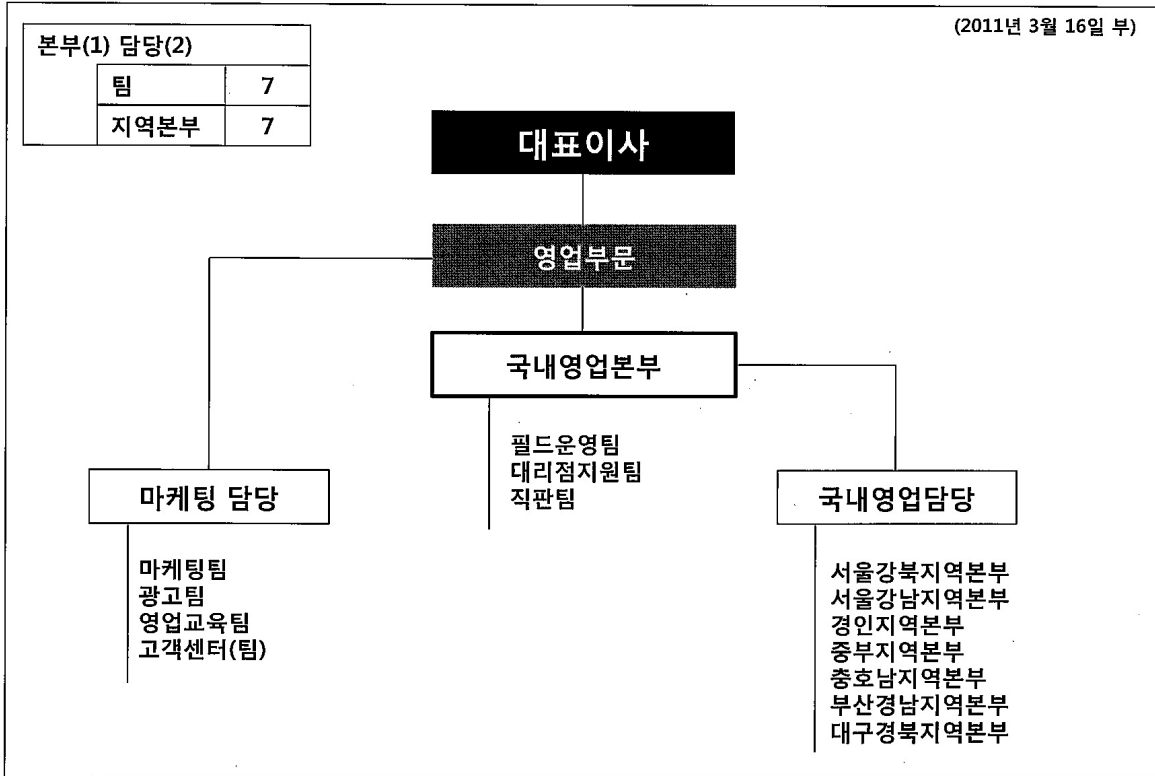 (2011년 3월 16일 부)
본부(1) 담당(2)
팀 7
지역본부 7
대표이사
영업부문
국내영업본부
필드운영팀
대리점지원팀
직판팀
마케팅 담당
마케팅팀
광고팀
영업교육팀
고객센터(팀)
국내영업담당
서울강북지역본부
서울강남지역본부
경인지역본부
중부지역본부
충호남지역본부
부산경남지역본부
대구경북지역본부